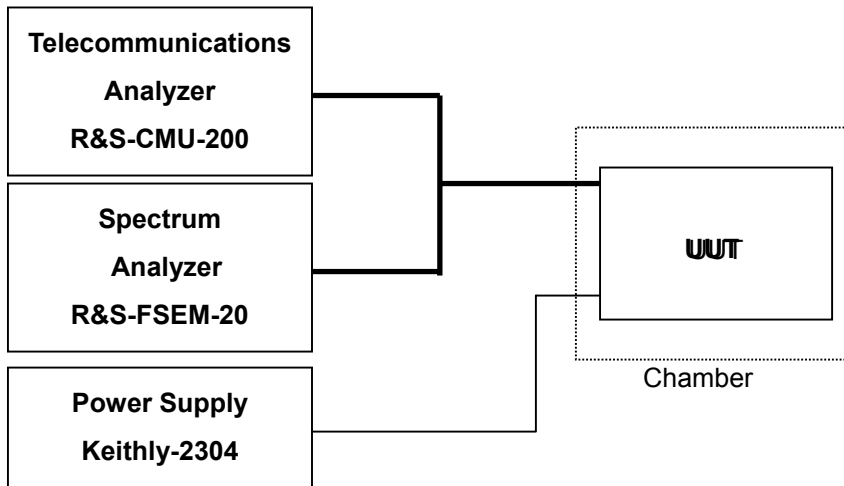 Telecommunications
Analyzer
R&S-CMU-200
Spectrum
Analyzer
R&S-FSEM-20
Power Supply
Keithly-2304
UUT
Chamber